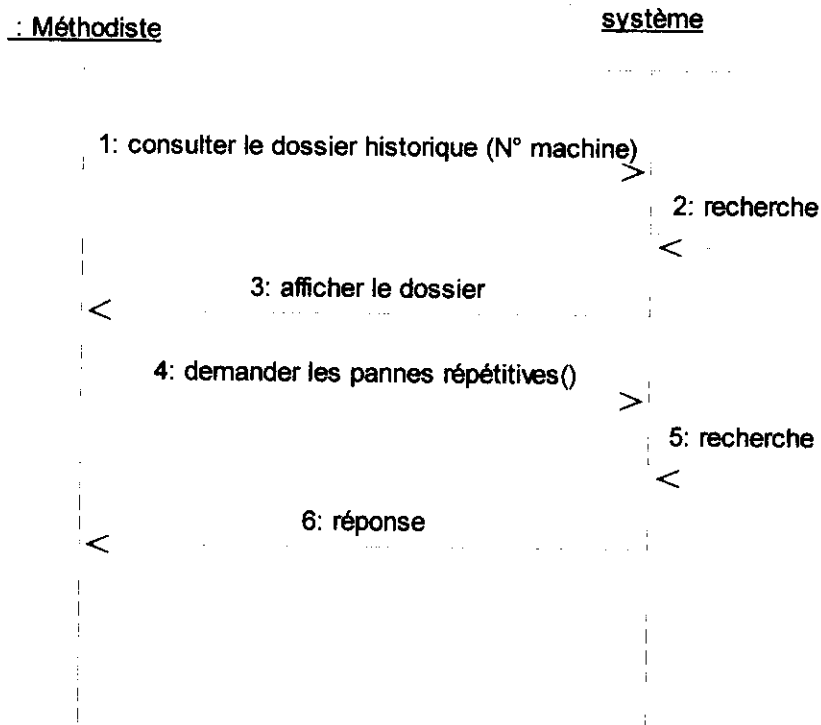 : Méthodiste
système
1: consulter le dossier historique (N° machine)
2: recherche
3: afficher le dossier
4: demander les pannes répétitives()
5: recherche
6: réponse